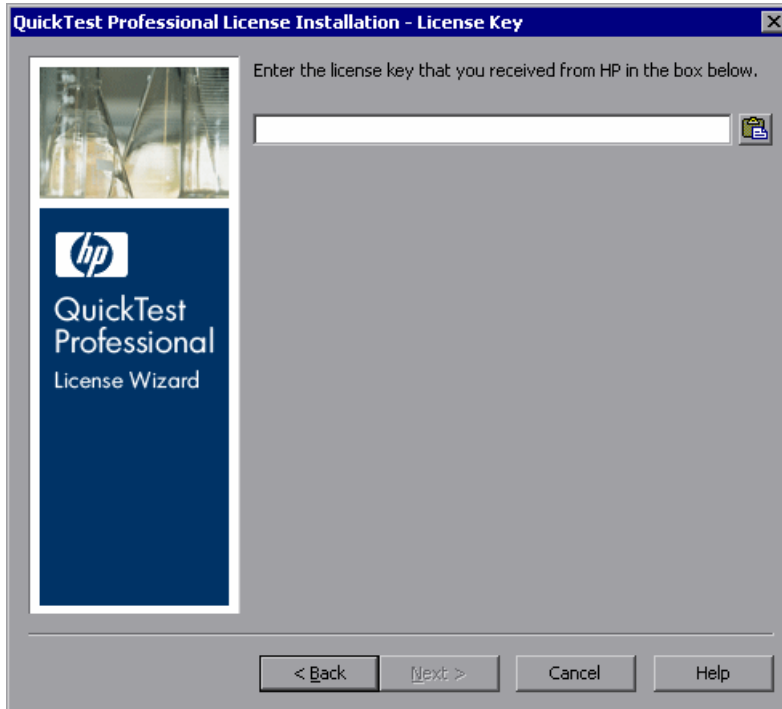 QuickTest Professional License Installation - License Key
Enter the license key that you received from HP in the box below.
hp
QuickTest
Professional
License Wizard
< Back
Next >
Cancel
Help